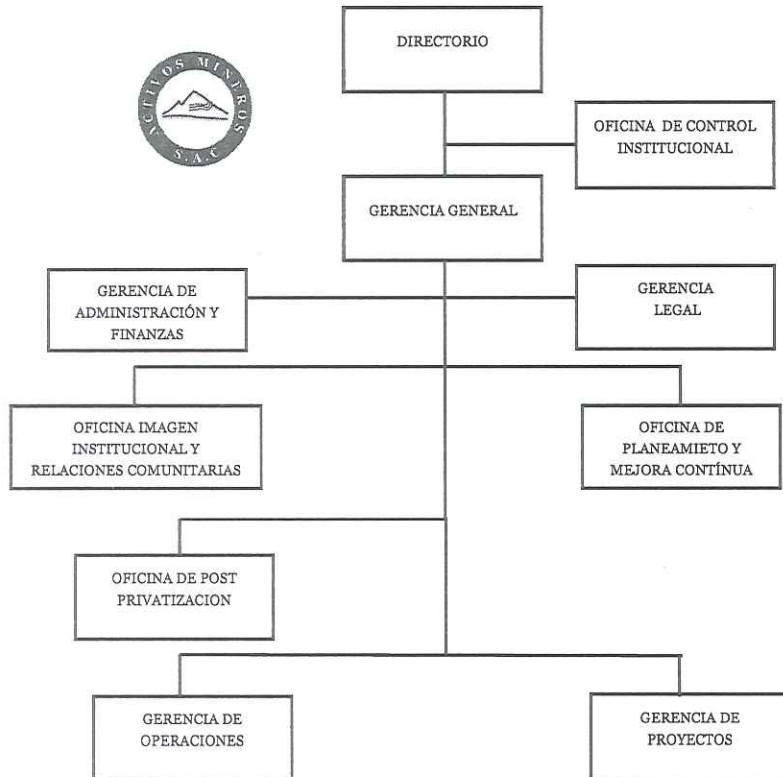 DIRECTORIO
ACTIVOS MINEROS
S.A.C
OFICINA DE CONTROL
INSTITUCIONAL
GERENCIA GENERAL
GERENCIA DE
ADMINISTRACIÓN Y
FINANZAS
GERENCIA
LEGAL
OFICINA IMAGEN
INSTITUCIONAL Y
RELACIONES COMUNITARIAS
OFICINA DE
PLANEAMIETO Y
MEJORA CONTÍNUA
OFICINA DE POST
PRIVATIZACION
GERENCIA DE
OPERACIONES
GERENCIA DE
PROYECTOS